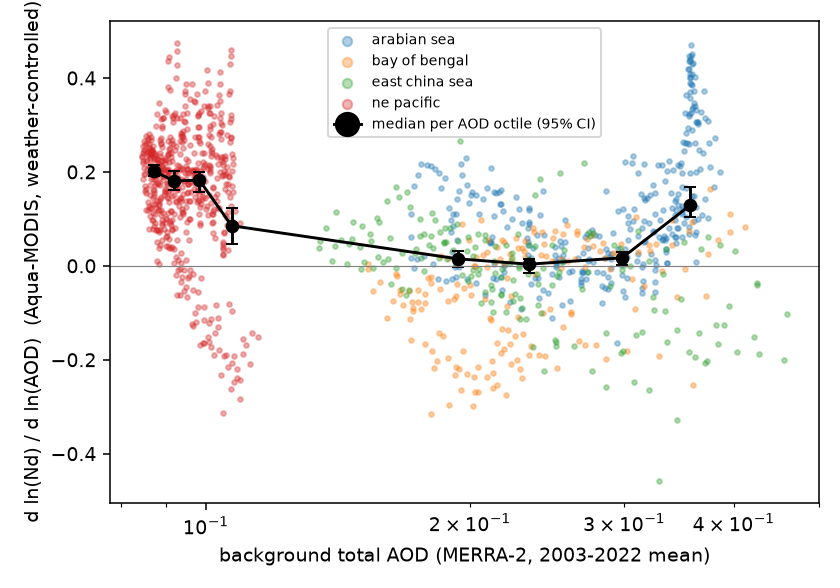 d ln(Nd) / d ln(AOD)   (Aqua-MODIS, weather-controlled)
0.4
0.2
0.0
−0.2
−0.4
arabian sea
bay of bengal
east china sea
ne pacific
median per AOD octile (95% CI)
10⁻¹
2 × 10⁻¹
3 × 10⁻¹
4 × 10⁻¹
background total AOD (MERRA-2, 2003-2022 mean)